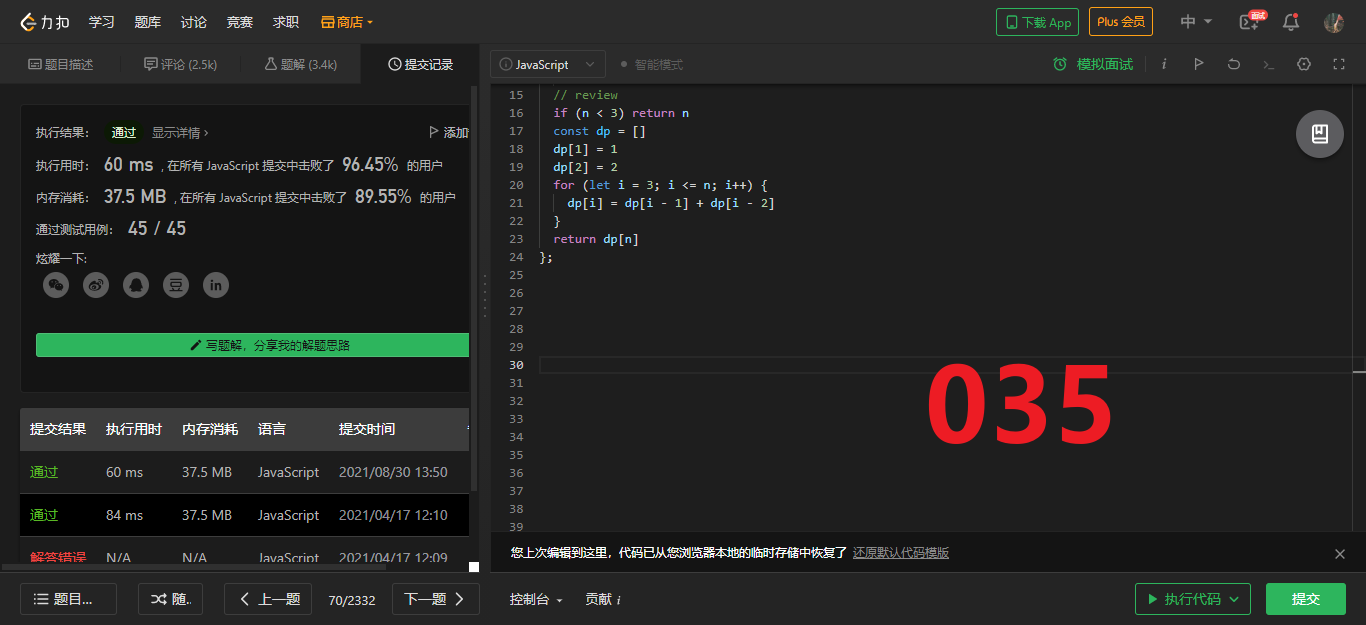 力扣 学习 题库 讨论 竞赛 求职 商店 下载 App Plus 会员 中 面试
题目描述 评论 (2.5k) 题解 (3.4k) 提交记录
执行结果： 通过 显示详情 › 添加
执行用时： 60 ms , 在所有 JavaScript 提交中击败了 96.45% 的用户
内存消耗： 37.5 MB , 在所有 JavaScript 提交中击败了 89.55% 的用户
通过测试用例： 45 / 45
炫耀一下:
豆 in
写题解，分享我的解题思路
提交结果 执行用时 内存消耗 语言 提交时间
通过 60 ms 37.5 MB JavaScript 2021/08/30 13:50
通过 84 ms 37.5 MB JavaScript 2021/04/17 12:10
解答错误 N/A N/A JavaScript 2021/04/17 12:09
题目... 随. 上一题 70/2332 下一题
i JavaScript 智能模式 模拟面试 i
15 // review
16 if (n < 3) return n
17 const dp = []
18 dp[1] = 1
19 dp[2] = 2
20 for (let i = 3; i <= n; i++) {
21 dp[i] = dp[i - 1] + dp[i - 2]
22 }
23 return dp[n]
24 };
25
26
27
28
29
30
31
32
33
34
35
36
37
38
39
035
您上次编辑到这里，代码已从您浏览器本地的临时存储中恢复了 还原默认代码模版
控制台 贡献 i 执行代码 提交